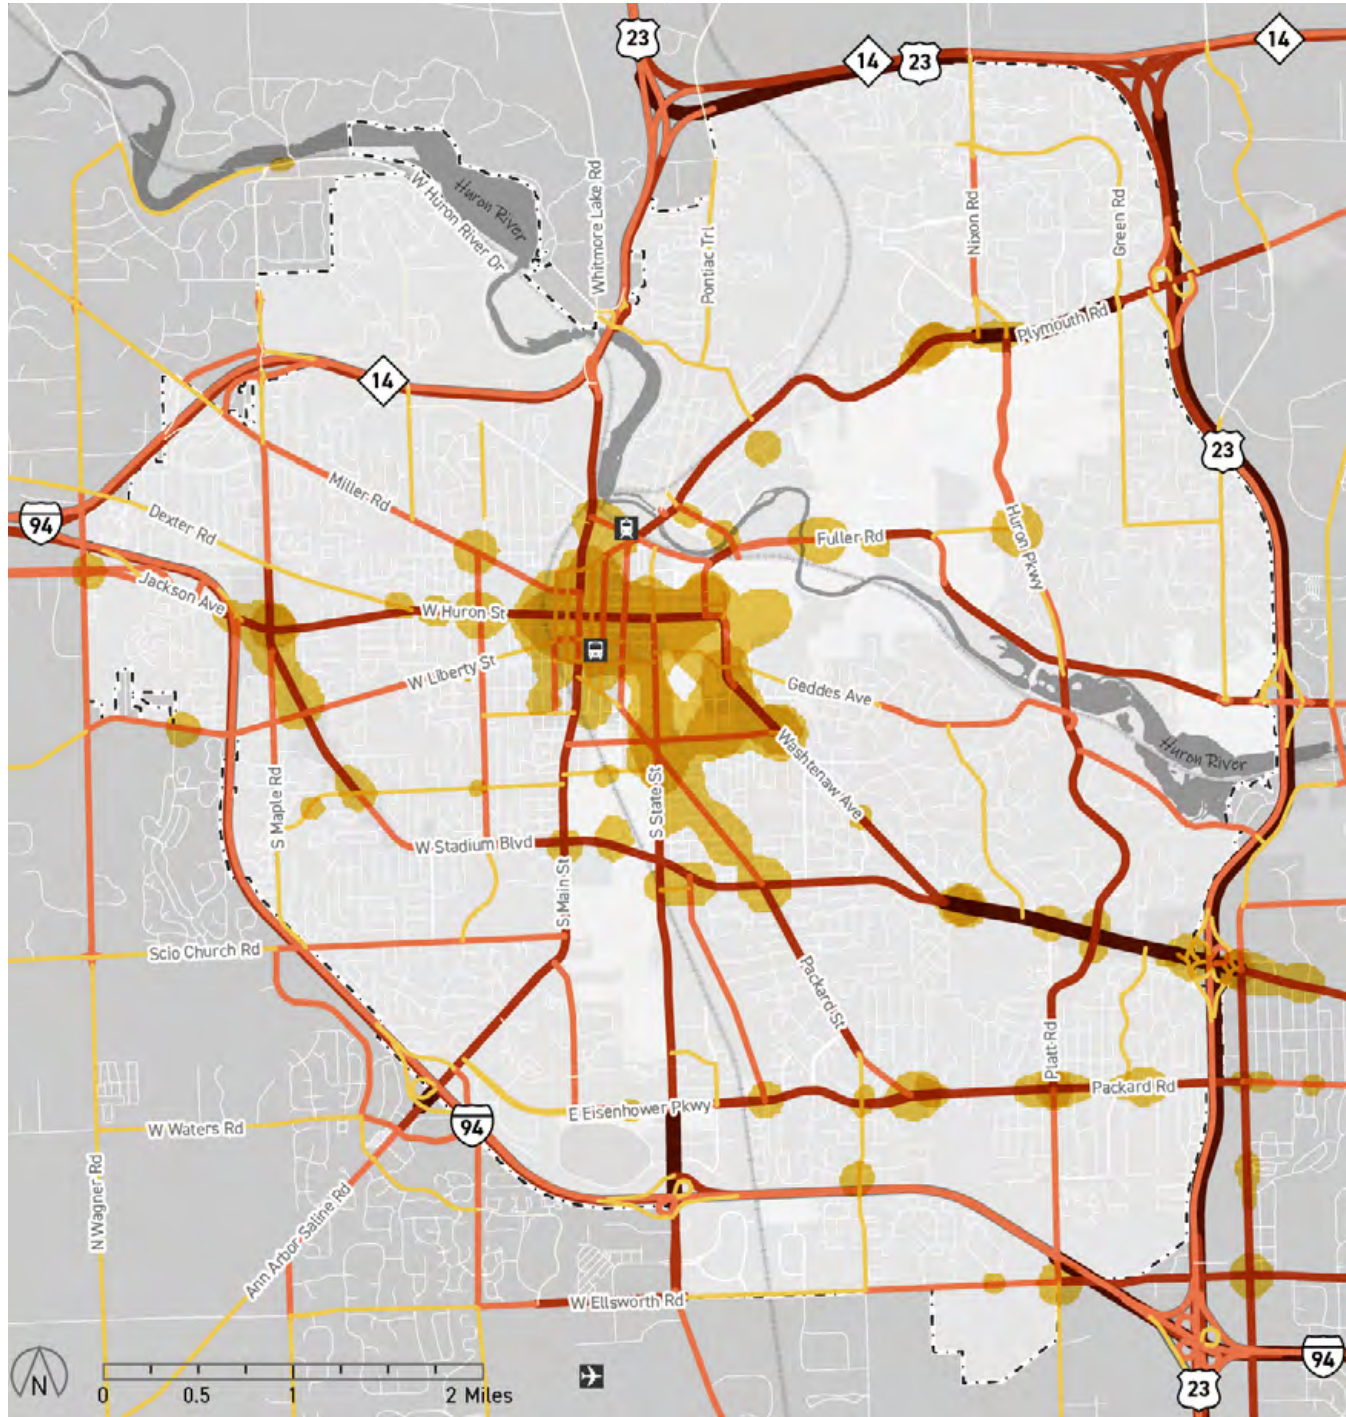 23
14
23
14
Huron River
W Huron River Dr
Whitmore Lake Rd
Pontiac Trl
Nixon Rd
Green Rd
Plymouth Rd
14
23
94
Miller Rd
Dexter Rd
Jackson Ave
Fuller Rd
Huron Pkwy
W Huron St
W Liberty St
Geddes Ave
Washtenaw Ave
Huron River
S Maple Rd
S State St
W Stadium Blvd
S Main St
Scio Church Rd
Packard St
Platt Rd
Packard Rd
E Eisenhower Pkwy
94
W Waters Rd
N Wagner Rd
Ann Arbor Saline Rd
W Ellsworth Rd
N
0 0.5 1 2 Miles
94
23